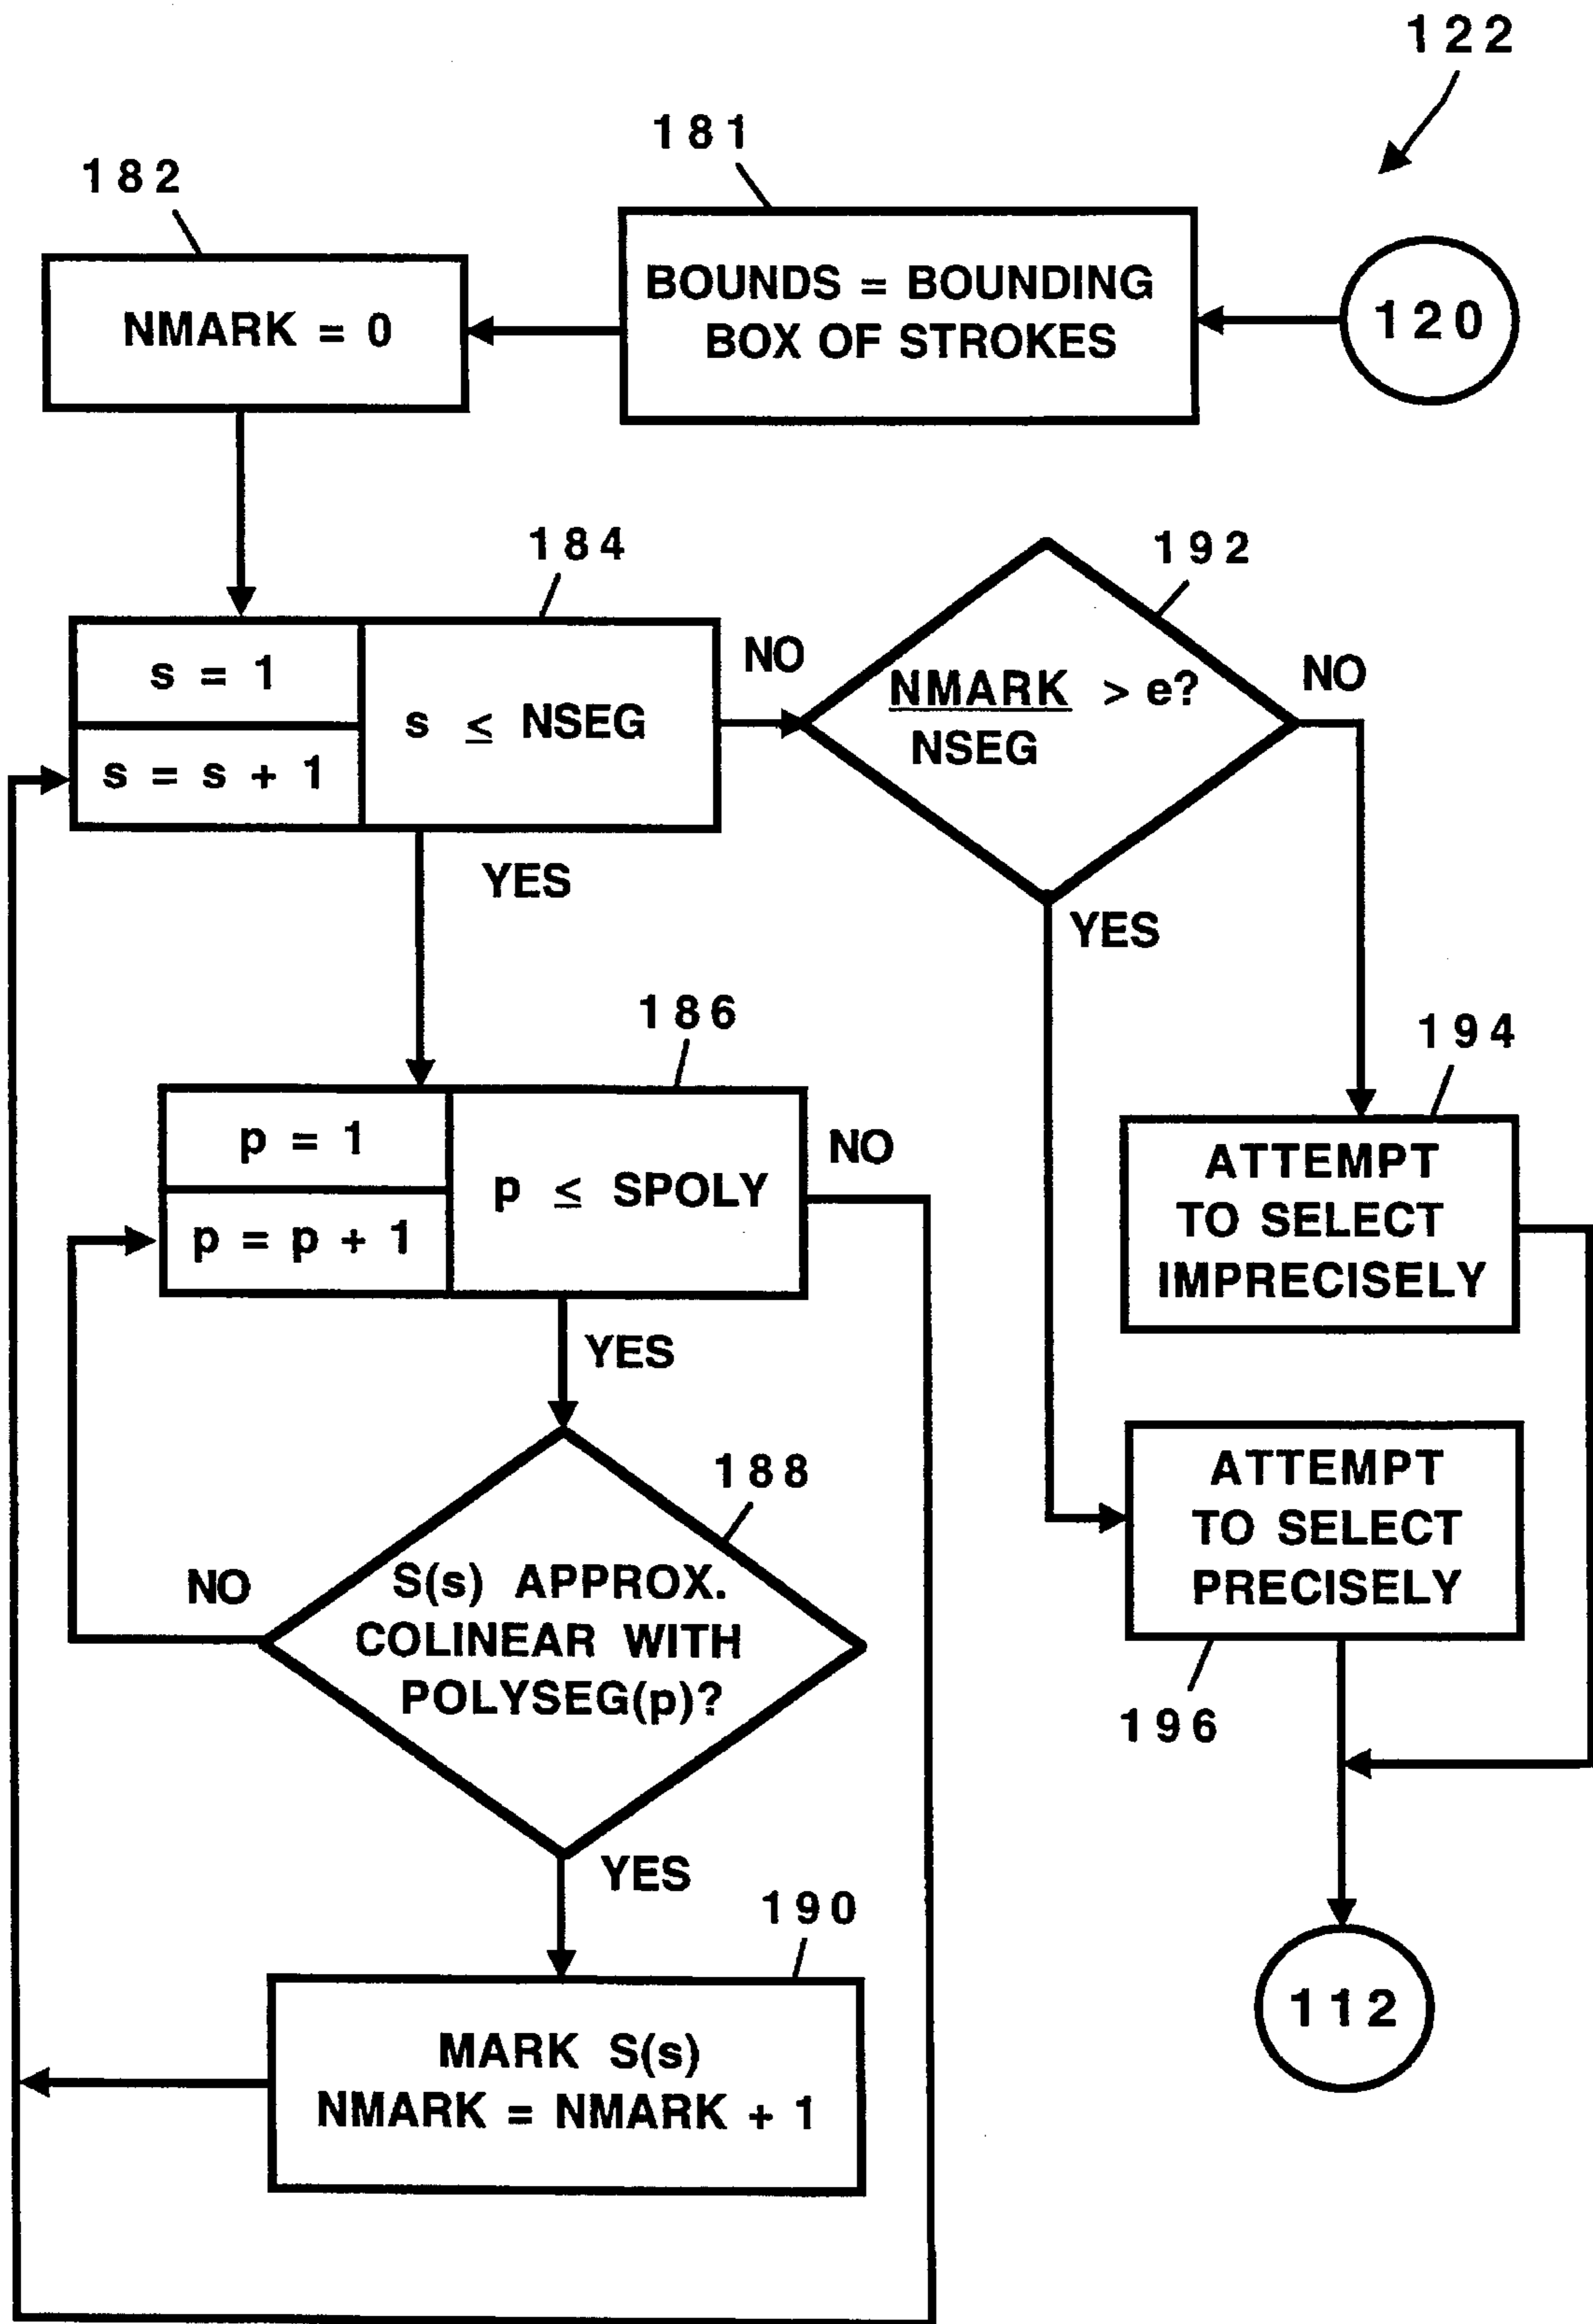 122
181
182
BOUNDS = BOUNDING
BOX OF STROKES
120
NMARK = 0
184
192
s = 1
s = s + 1
s ≤ NSEG
NO
NMARK > e?
NSEG
NO
YES
YES
186
194
p = 1
p = p + 1
p ≤ SPOLY
NO
ATTEMPT
TO SELECT
IMPRECISELY
YES
188
ATTEMPT
TO SELECT
PRECISELY
196
NO
S(s) APPROX.
COLINEAR WITH
POLYSEG(p)?
YES
190
MARK S(s)
NMARK = NMARK + 1
112